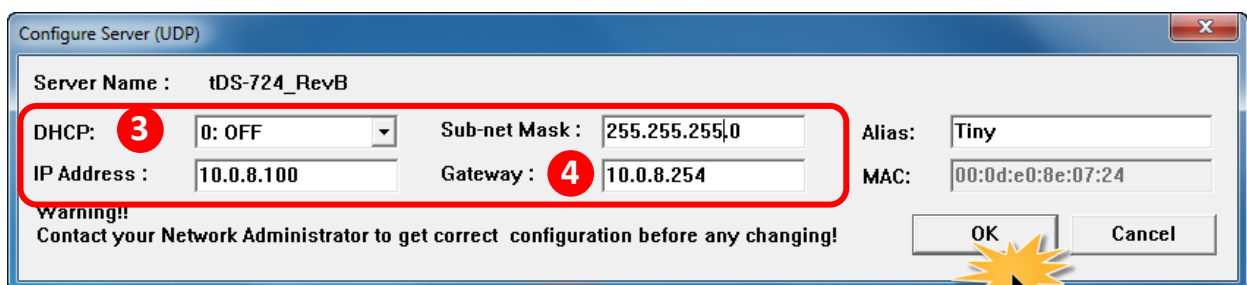 Configure Server (UDP)
x
Server Name : tDS-724_RevB
DHCP: 3 0: OFF Sub-net Mask : 255.255.255.0 Alias: Tiny
IP Address : 10.0.8.100 Gateway : 4 10.0.8.254 MAC: 00:0d:e0:8e:07:24
Warning!!
Contact your Network Administrator to get correct configuration before any changing!
OK Cancel